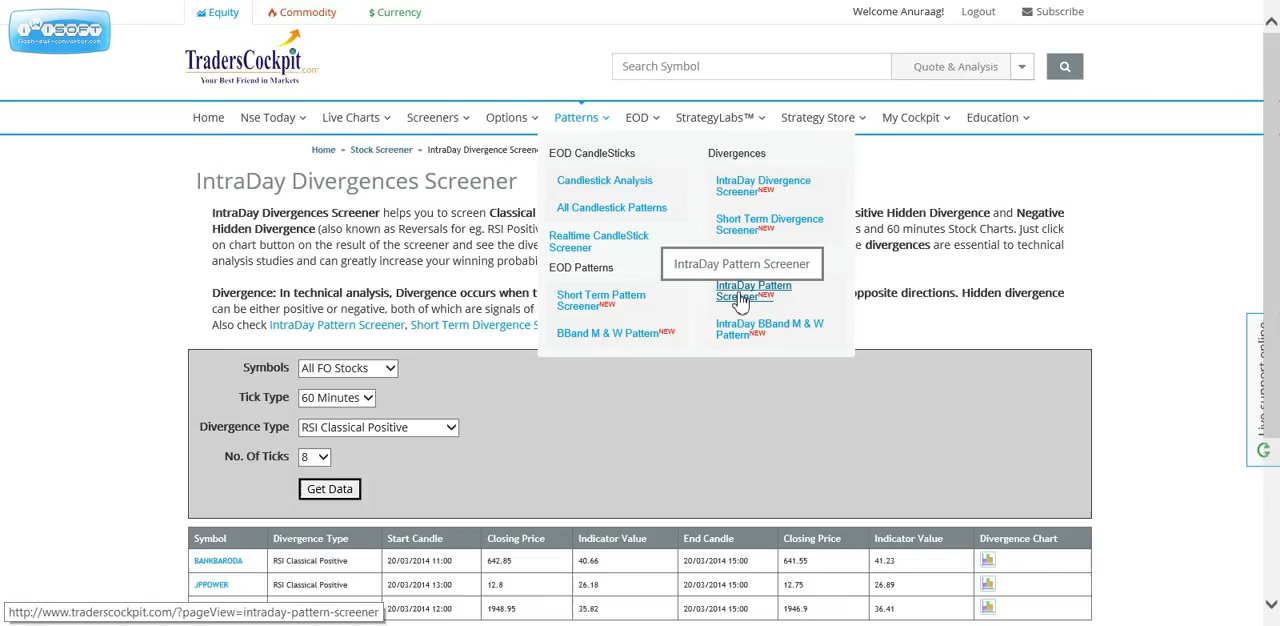 Equity
Commodity
$ Currency
Welcome Anuraag!
Logout
Subscribe
TradersCockpit.com
Your Best Friend in Markets
Search Symbol
Quote & Analysis
Home
Nse Today
Live Charts
Screeners
Options
Patterns
EOD
StrategyLabs™
Strategy Store
My Cockpit
Education
Home » Stock Screener » IntraDay Divergence Screen
IntraDay Divergences Screener
IntraDay Divergences Screener helps you to screen Classical
sitive Hidden Divergence and Negative
Hidden Divergence (also known as Reversals for eg. RSI Positiv
s and 60 minutes Stock Charts. Just click
on chart button on the result of the screener and see the dive
e divergences are essential to technical
analysis studies and can greatly increase your winning probabi
Divergence: In technical analysis, Divergence occurs when t
opposite directions. Hidden divergence
can be either positive or negative, both of which are signals of
Also check IntraDay Pattern Screener, Short Term Divergence S
EOD CandleSticks
Candlestick Analysis
All Candlestick Patterns
Realtime CandleStick
Screener
EOD Patterns
Short Term Pattern
Screener NEW
BBand M & W Pattern NEW
Divergences
IntraDay Divergence
Screener NEW
Short Term Divergence
Screener NEW
IntraDay Pattern Screener
IntraDay Pattern
Screener NEW
IntraDay BBand M & W
Pattern NEW
Symbols All FO Stocks
Tick Type 60 Minutes
Divergence Type RSI Classical Positive
No. Of Ticks 8
Get Data
Symbol Divergence Type Start Candle Closing Price Indicator Value End Candle Closing Price Indicator Value Divergence Chart
BANKBARODA RSI Classical Positive 20/03/2014 11:00 642.85 40.66 20/03/2014 15:00 641.55 41.23
JPPOWER RSI Classical Positive 20/03/2014 13:00 12.8 26.18 20/03/2014 15:00 12.75 26.89
20/03/2014 12:00 1948.95 35.82 20/03/2014 15:00 1946.9 36.41
http://www.traderscockpit.com/?pageView=intraday-pattern-screener